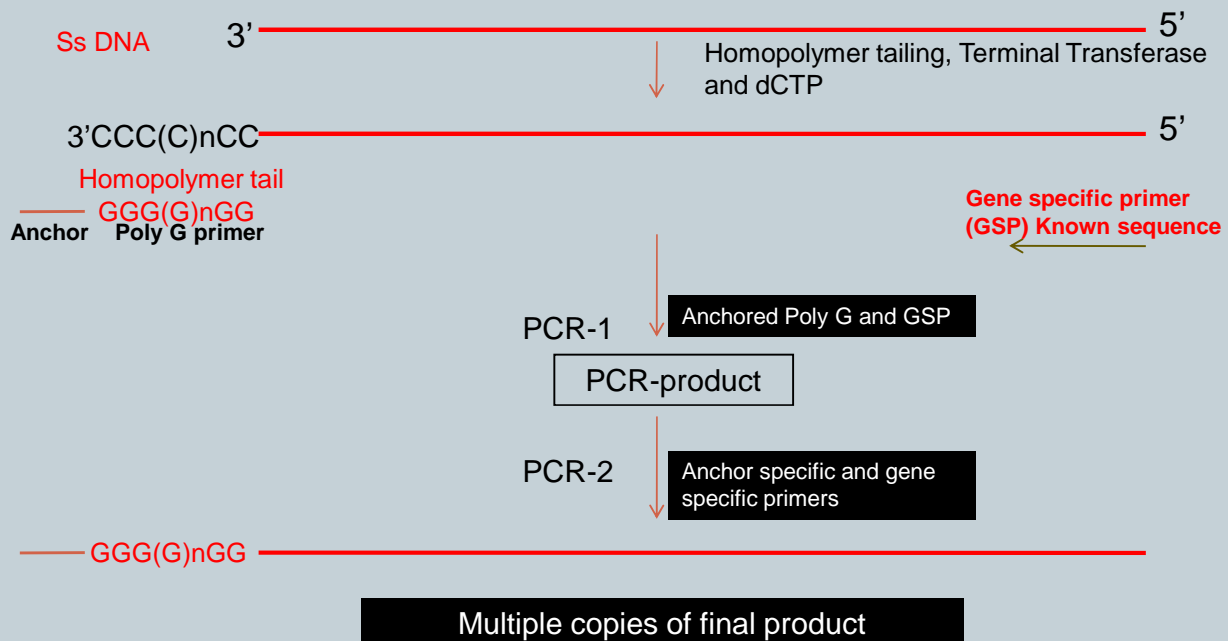 Ss DNA 3’ 5’
Homopolymer tailing, Terminal Transferase
and dCTP
3’CCC(C)nCC 5’
Homopolymer tail
GGG(G)nGG
Anchor Poly G primer
Gene specific primer
(GSP) Known sequence
PCR-1
Anchored Poly G and GSP
PCR-product
PCR-2
Anchor specific and gene
specific primers
GGG(G)nGG
Multiple copies of final product